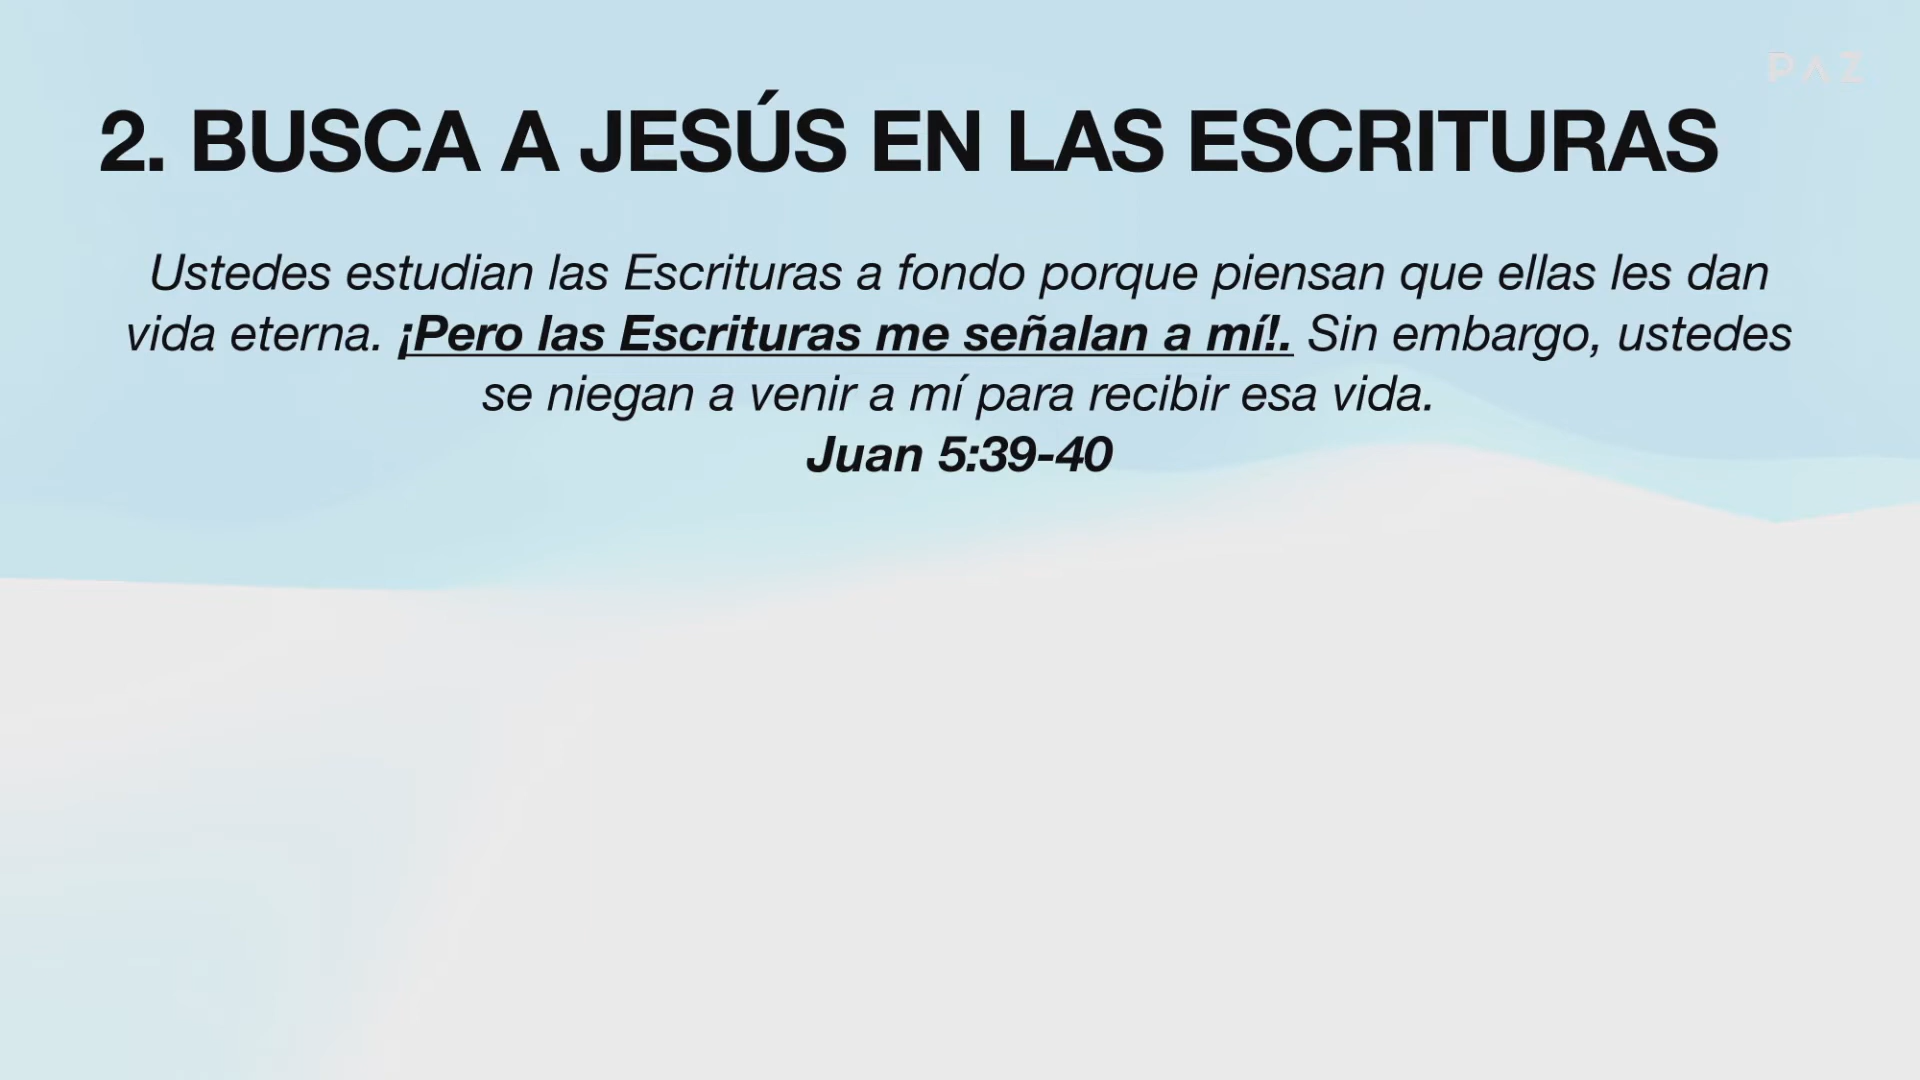 PAZ
2. BUSCA A JESÚS EN LAS ESCRITURAS
Ustedes estudian las Escrituras a fondo porque piensan que ellas les dan
vida eterna. ¡Pero las Escrituras me señalan a mí!. Sin embargo, ustedes
se niegan a venir a mí para recibir esa vida.
Juan 5:39-40